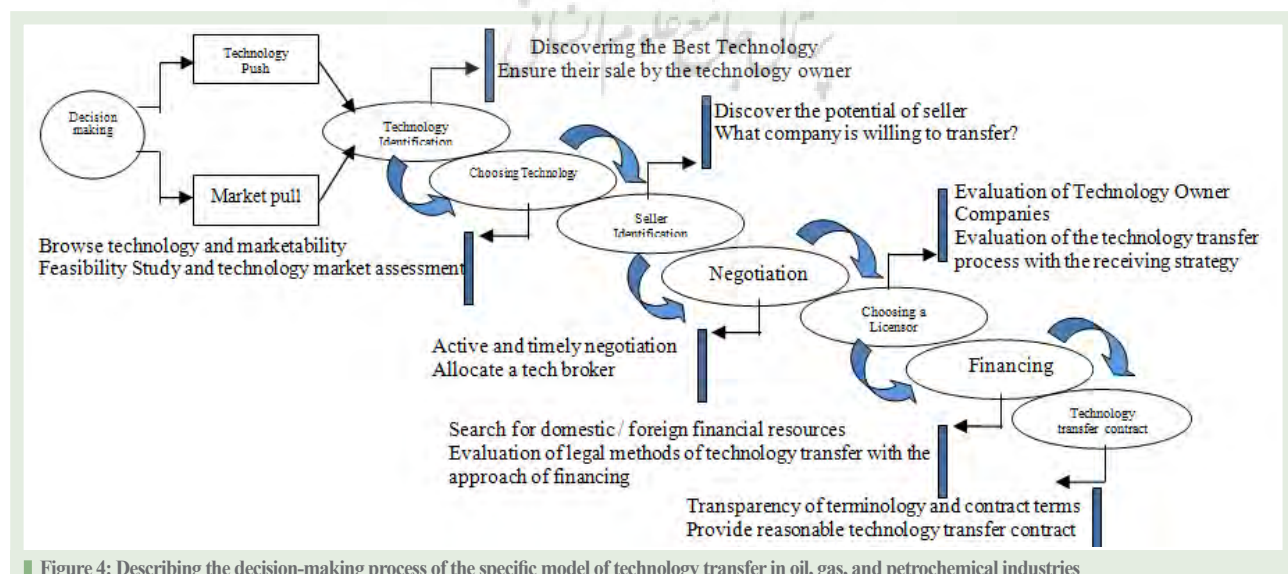 پرتال جامع علوم انسانی
Decision
making
Technology
Push
Market pull
Technology
Identification
Discovering the Best Technology
Ensure their sale by the technology owner
Choosing Technology
Browse technology and marketability
Feasibility Study and technology market assessment
Seller
Identification
Discover the potential of seller
What company is willing to transfer?
Negotiation
Active and timely negotiation
Allocate a tech broker
Choosing a
Licensor
Evaluation of Technology Owner
Companies
Evaluation of the technology transfer
process with the receiving strategy
Financing
Search for domestic / foreign financial resources
Evaluation of legal methods of technology transfer with the
approach of financing
Technology
transfer contract
Transparency of terminology and contract terms
Provide reasonable technology transfer contract
Figure 4: Describing the decision-making process of the specific model of technology transfer in oil, gas, and petrochemical industries